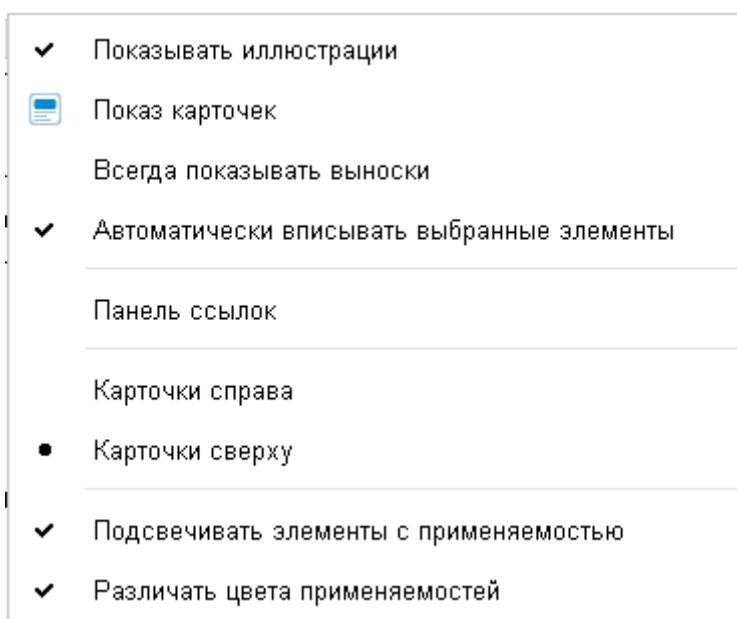 Показывать иллюстрации
Показ карточек
Всегда показывать выноски
Автоматически вписывать выбранные элементы
Панель ссылок
Карточки справа
Карточки сверху
Подсвечивать элементы с применяемостью
Различать цвета применяемостей